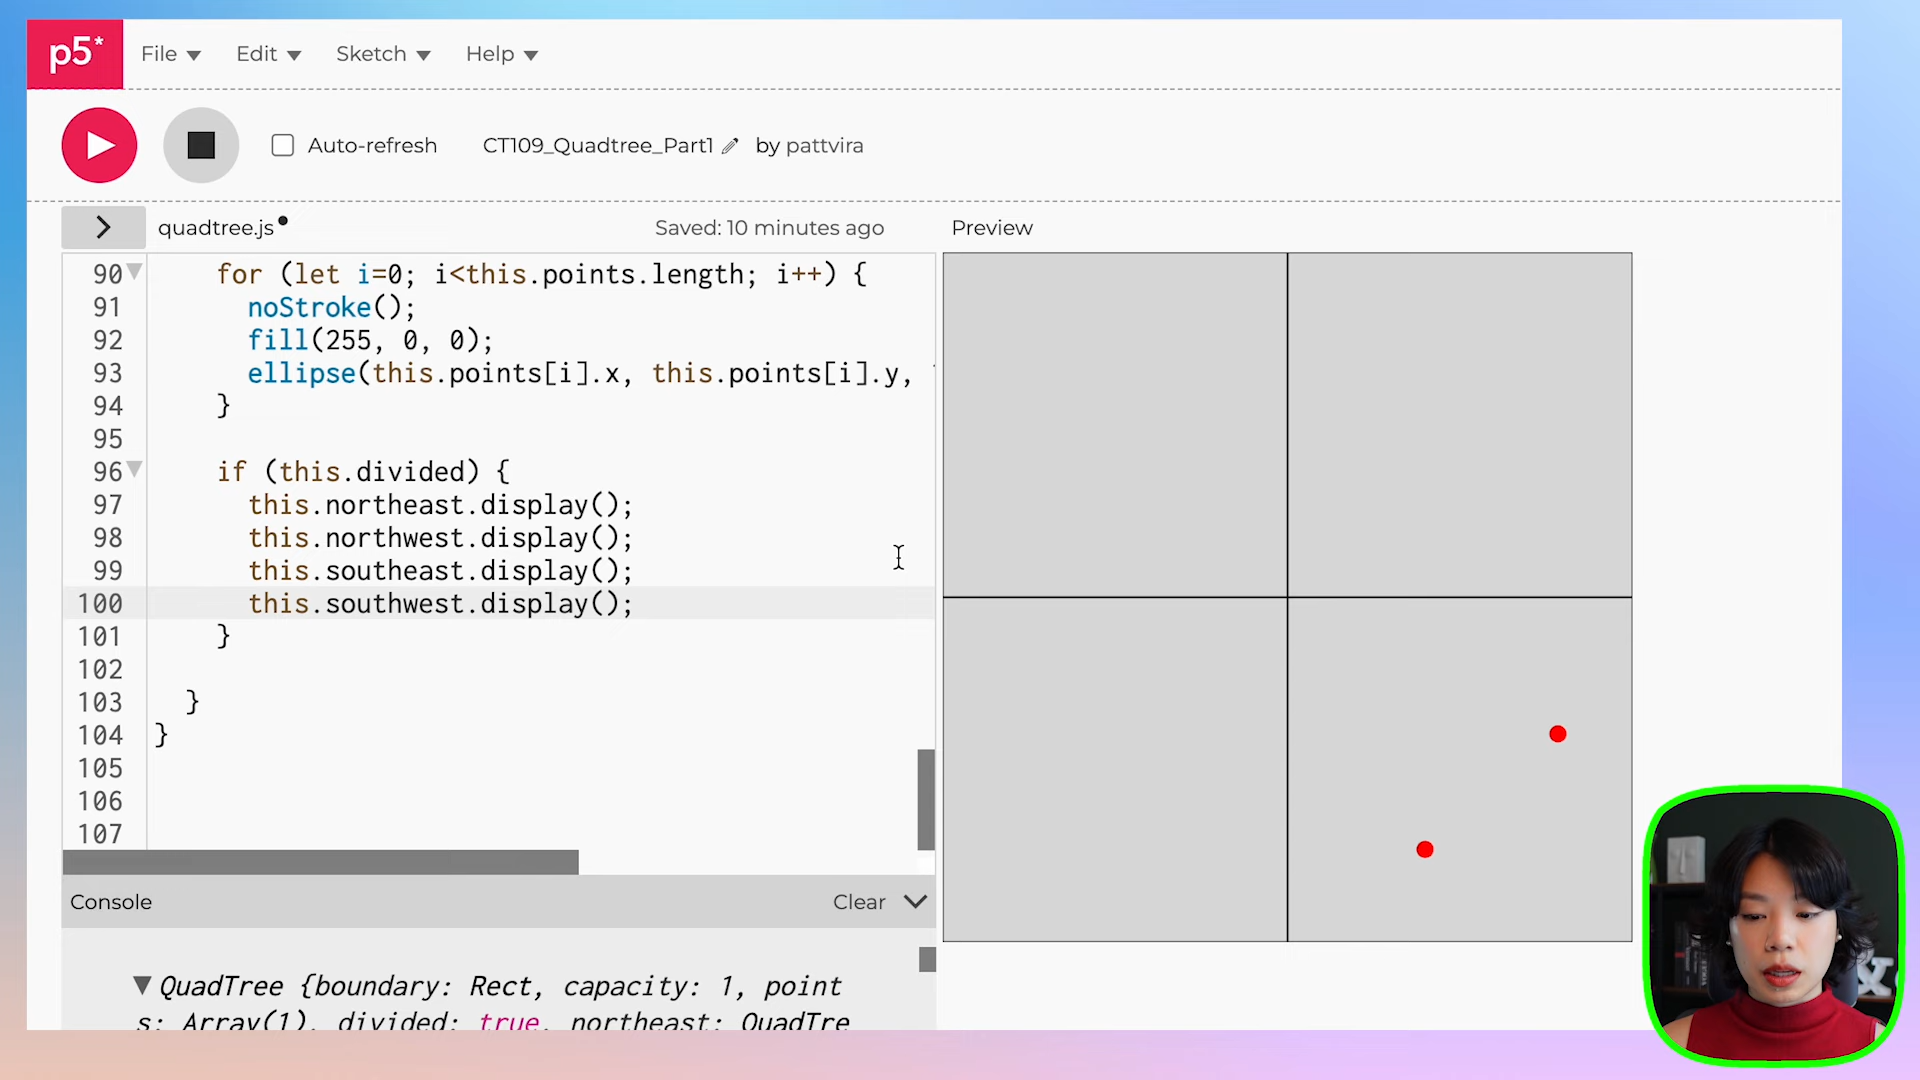 p5*
File
Edit
Sketch
Help
Auto-refresh
CT109_Quadtree_Part1
by pattvira
quadtree.js
Saved: 10 minutes ago
Preview
90 for (let i=0; i<this.points.length; i++) {
91 noStroke();
92 fill(255, 0, 0);
93 ellipse(this.points[i].x, this.points[i].y,
94 }
95
96 if (this.divided) {
97 this.northeast.display();
98 this.northwest.display();
99 this.southeast.display();
100 this.southwest.display();
101 }
102
103 }
104 }
105
106
107
Console
Clear
QuadTree {boundary: Rect, capacity: 1, point
s: Array(1), divided: true, northeast: QuadTre